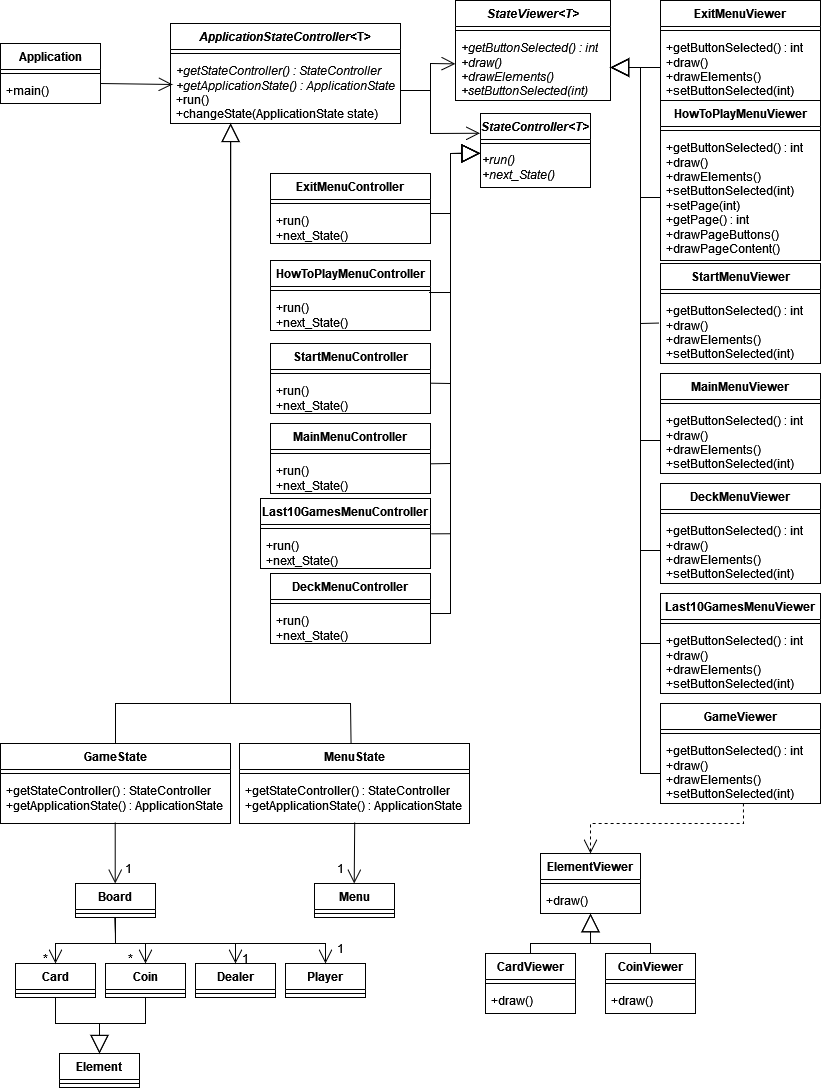 Application
+main()
ApplicationStateController<T>
+getStateController() : StateController
+getApplicationState() : ApplicationState
+run()
+changeState(ApplicationState state)
StateViewer<T>
+getButtonSelected() : int
+draw()
+drawElements()
+setButtonSelected(int)
StateController<T>
+run()
+next_State()
ExitMenuController
+run()
+next_State()
HowToPlayMenuController
+run()
+next_State()
StartMenuController
+run()
+next_State()
MainMenuController
+run()
+next_State()
Last10GamesMenuController
+run()
+next_State()
DeckMenuController
+run()
+next_State()
ExitMenuViewer
+getButtonSelected() : int
+draw()
+drawElements()
+setButtonSelected(int)
HowToPlayMenuViewer
+getButtonSelected() : int
+draw()
+drawElements()
+setButtonSelected(int)
+setPage(int)
+getPage() : int
+drawPageButtons()
+drawPageContent()
StartMenuViewer
+getButtonSelected() : int
+draw()
+drawElements()
+setButtonSelected(int)
MainMenuViewer
+getButtonSelected() : int
+draw()
+drawElements()
+setButtonSelected(int)
DeckMenuViewer
+getButtonSelected() : int
+draw()
+drawElements()
+setButtonSelected(int)
Last10GamesMenuViewer
+getButtonSelected() : int
+draw()
+drawElements()
+setButtonSelected(int)
GameViewer
+getButtonSelected() : int
+draw()
+drawElements()
+setButtonSelected(int)
GameState
+getStateController() : StateController
+getApplicationState() : ApplicationState
MenuState
+getStateController() : StateController
+getApplicationState() : ApplicationState
1
1
Board
Menu
*
*
1
1
Card
Coin
Dealer
Player
Element
ElementViewer
+draw()
CardViewer
+draw()
CoinViewer
+draw()